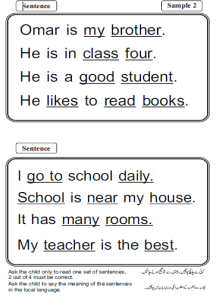 Sentence
Sample 2
Omar is my brother.
He is in class four.
He is a good student.
He likes to read books.
Sentence
I go to school daily.
School is near my house.
It has many rooms.
My teacher is the best.
Ask the child only to read one set of sentences,
2 out of 4 must be correct.
Ask the child to say the meaning of the sentences
in the local language.